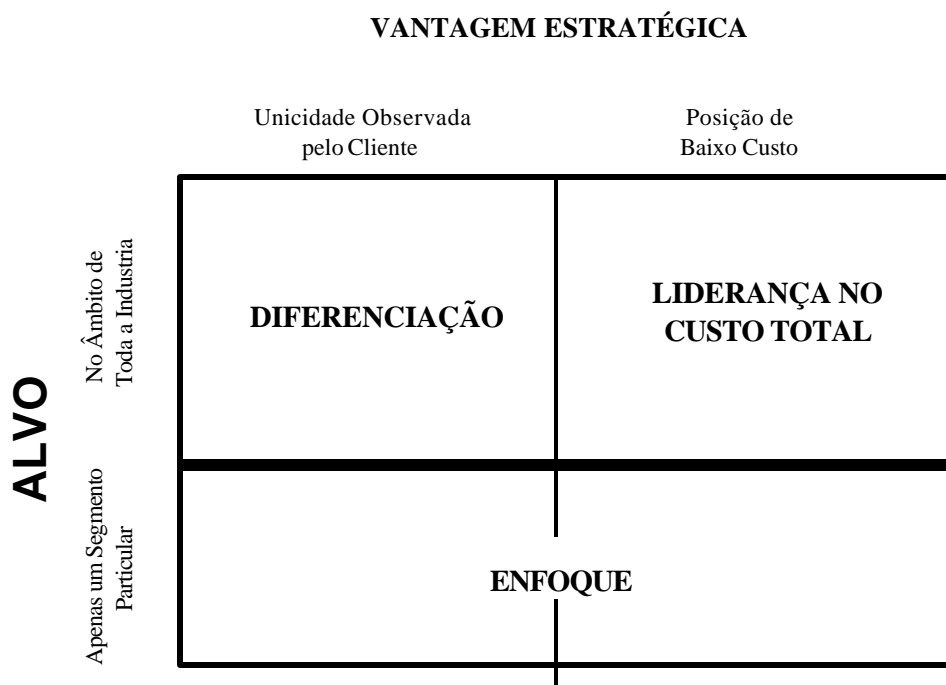 VANTAGEM ESTRATÉGICA
Unicidade Observada
pelo Cliente
Posição de
Baixo Custo
ALVO
No Âmbito de
Toda a Industria
DIFERENCIAÇÃO
LIDERANÇA NO
CUSTO TOTAL
Apenas um Segmento
Particular
ENFOQUE